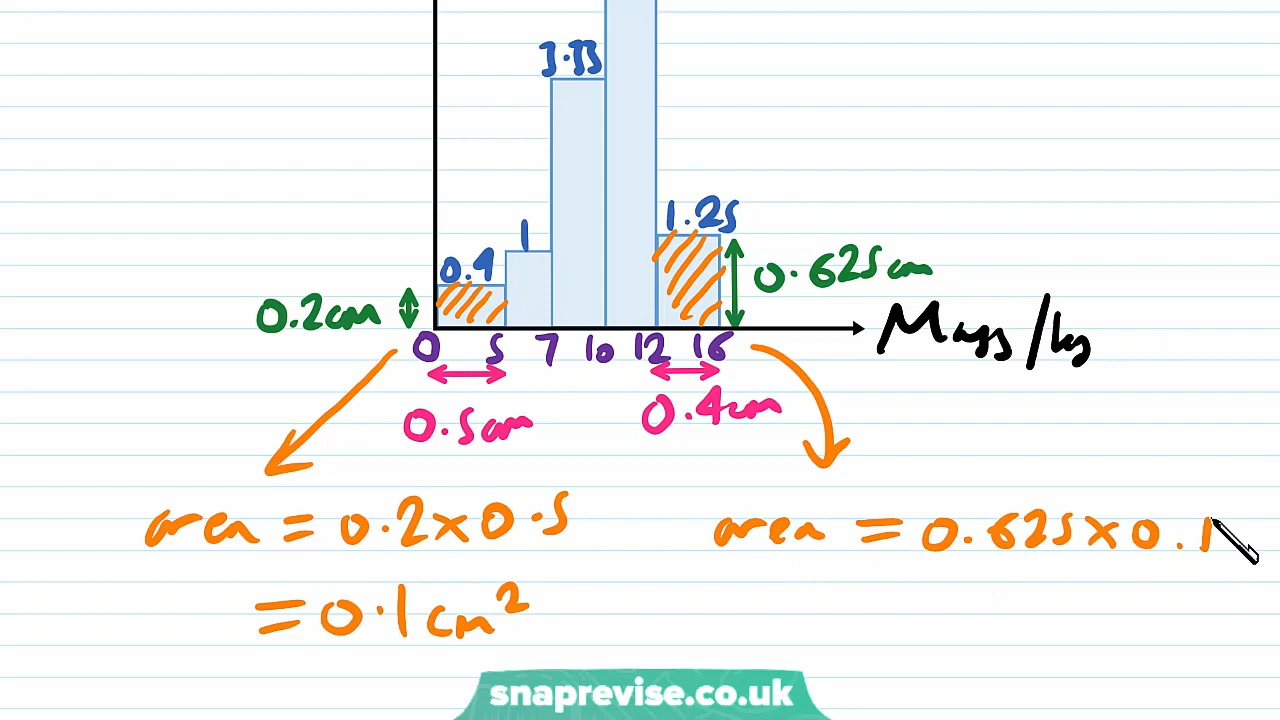 3.33
1.25
1
0.4
0.625cm
0.2cm
0 5 7 10 12 16
Mass/kg
0.5cm
0.4cm
area = 0.2×0.5
area = 0.625×0.
= 0.1cm²
snaprevise.co.uk